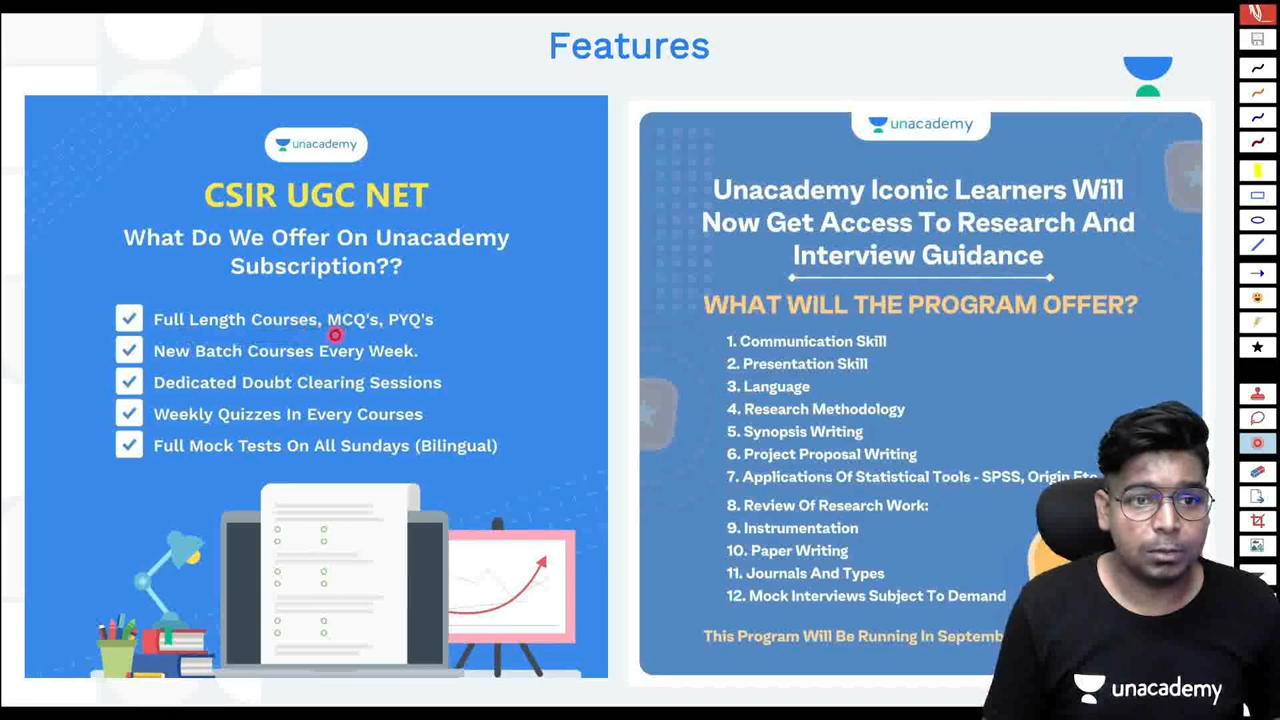 Features
unacademy
CSIR UGC NET
What Do We Offer On Unacademy
Subscription??
Full Length Courses, MCQ's, PYQ's
New Batch Courses Every Week.
Dedicated Doubt Clearing Sessions
Weekly Quizzes In Every Courses
Full Mock Tests On All Sundays (Bilingual)
unacademy
Unacademy Iconic Learners Will
Now Get Access To Research And
Interview Guidance
WHAT WILL THE PROGRAM OFFER?
1. Communication Skill
2. Presentation Skill
3. Language
4. Research Methodology
5. Synopsis Writing
6. Project Proposal Writing
7. Applications Of Statistical Tools - SPSS, Origin Etc
8. Review Of Research Work:
9. Instrumentation
10. Paper Writing
11. Journals And Types
12. Mock Interviews Subject To Demand
This Program Will Be Running In Septemb
unacademy